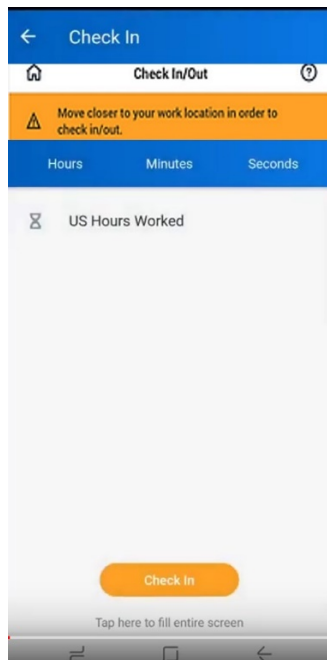 Check In
Check In/Out
Move closer to your work location in order to
check in/out.
Hours Minutes Seconds
US Hours Worked
Check In
Tap here to fill entire screen